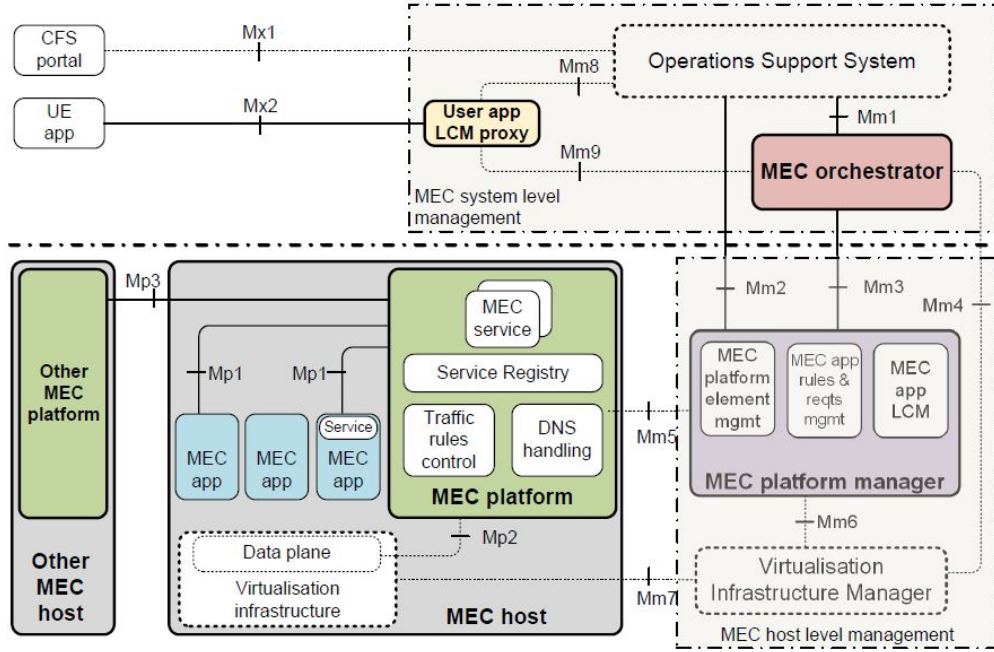 CFS
portal
Mx1
Operations Support System
Mm8
UE
app
Mx2
User app
LCM proxy
Mm1
Mm9
MEC orchestrator
MEC system level
management
Other
MEC
platform
Other
MEC
host
Mp3
MEC
service
Mp1
Mp1
Service Registry
Traffic
rules
control
DNS
handling
MEC platform
MEC
app
MEC
app
Service
MEC
app
Mp2
Data plane
Virtualisation
infrastructure
MEC host
Mm2
Mm3
Mm4
MEC
platform
element
mgmt
MEC app
rules &
reqts
mgmt
MEC
app
LCM
Mm5
MEC platform manager
Mm6
Virtualisation
Infrastructure Manager
Mm7
MEC host level management